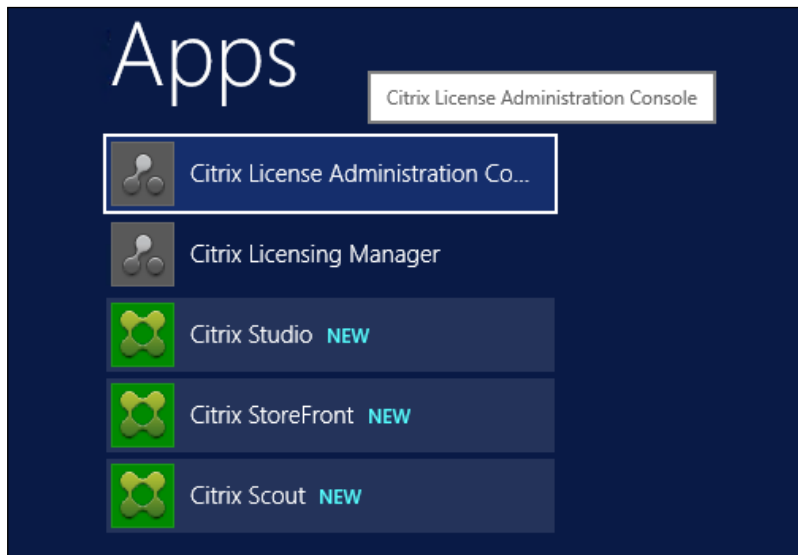 Apps
Citrix License Administration Console
Citrix License Administration Co...
Citrix Licensing Manager
Citrix Studio NEW
Citrix StoreFront NEW
Citrix Scout NEW